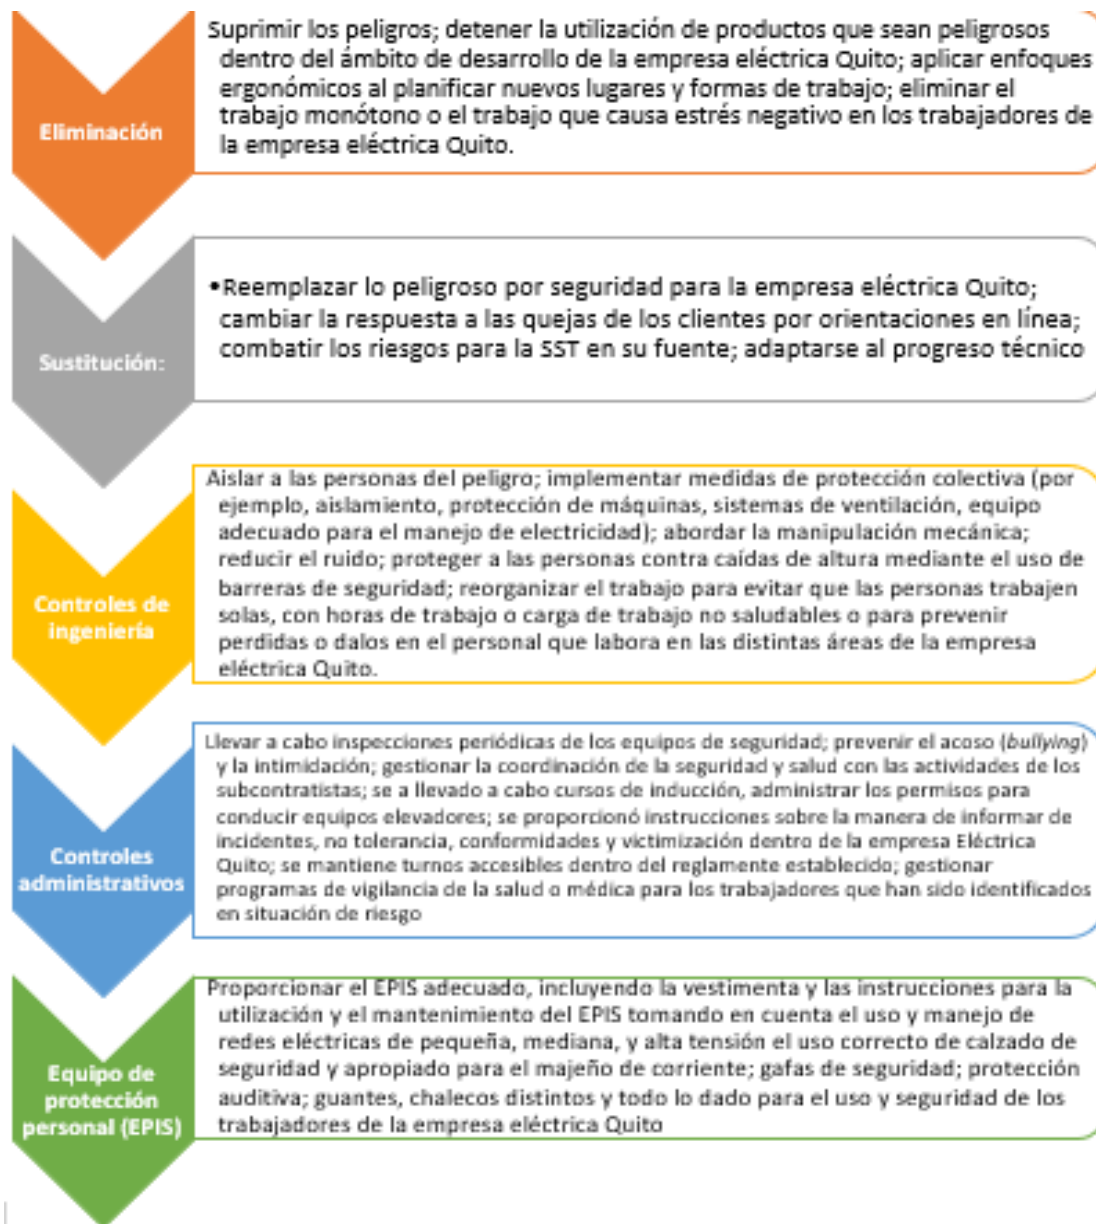 Eliminación
Suprimir los peligros; detener la utilización de productos que sean peligrosos
dentro del ámbito de desarrollo de la empresa eléctrica Quito; aplicar enfoques
ergonómicos al planificar nuevos lugares y formas de trabajo; eliminar el
trabajo monótono o el trabajo que causa estrés negativo en los trabajadores de
la empresa eléctrica Quito.
Sustitución:
•Reemplazar lo peligroso por seguridad para la empresa eléctrica Quito;
cambiar la respuesta a las quejas de los clientes por orientaciones en línea;
combatir los riesgos para la SST en su fuente; adaptarse al progreso técnico
Controles de
ingeniería
Aislar a las personas del peligro; implementar medidas de protección colectiva (por
ejemplo, aislamiento, protección de máquinas, sistemas de ventilación, equipo
adecuado para el manejo de electricidad); abordar la manipulación mecánica;
reducir el ruido; proteger a las personas contra caídas de altura mediante el uso de
barreras de seguridad; reorganizar el trabajo para evitar que las personas trabajen
solas, con horas de trabajo o carga de trabajo no saludables o para prevenir
perdidas o dalos en el personal que labora en las distintas áreas de la empresa
eléctrica Quito.
Controles
administrativos
Llevar a cabo inspecciones periódicas de los equipos de seguridad; prevenir el acoso (bullying)
y la intimidación; gestionar la coordinación de la seguridad y salud con las actividades de los
subcontratistas; se a llevado a cabo cursos de inducción, administrar los permisos para
conducir equipos elevadores; se proporcionó instrucciones sobre la manera de informar de
incidentes, no tolerancia, conformidades y victimización dentro de la empresa Eléctrica
Quito; se mantiene turnos accesibles dentro del reglamente establecido; gestionar
programas de vigilancia de la salud o médica para los trabajadores que han sido identificados
en situación de riesgo
Equipo de
protección
personal (EPIS)
Proporcionar el EPIS adecuado, incluyendo la vestimenta y las instrucciones para la
utilización y el mantenimiento del EPIS tomando en cuenta el uso y manejo de
redes eléctricas de pequeña, mediana, y alta tensión el uso correcto de calzado de
seguridad y apropiado para el majeño de corriente; gafas de seguridad; protección
auditiva; guantes, chalecos distintos y todo lo dado para el uso y seguridad de los
trabajadores de la empresa eléctrica Quito